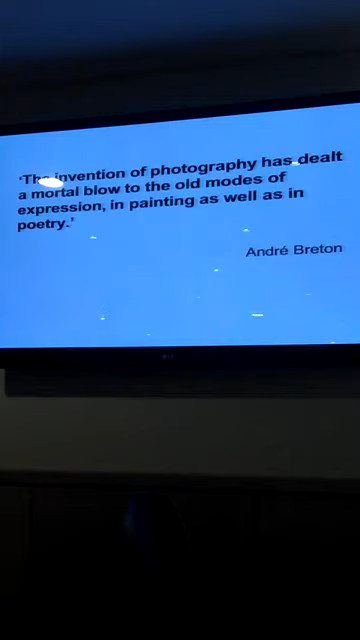 ‘The invention of photography has dealt
a mortal blow to the old modes of
expression, in painting as well as in
poetry.’
André Breton
LG